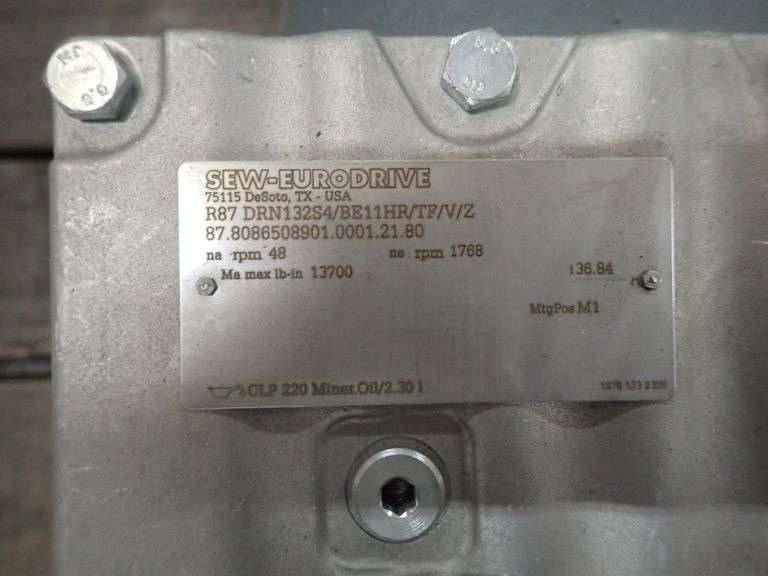 SEW-EURODRIVE
75115 DeSoto, TX - USA
R87 DRN132S4/BE11HR/TF/V/Z
87.8086508901.0001.21.80
na rpm 48 ne rpm 1768
Ma max lb-in 13700 i 36.84
MtgPos M1
CLP 220 Miner.Oil/2.30 l